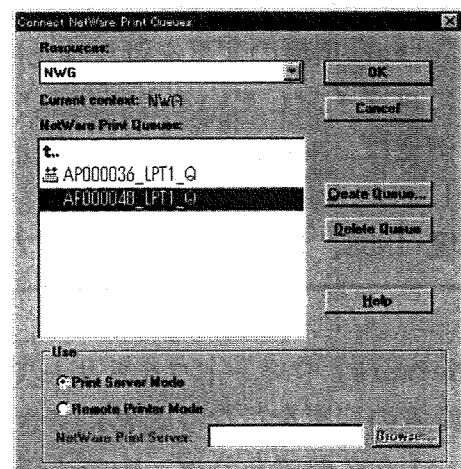 Connect NetWare Print Queues
Resources:
NWG
OK
Current context: NWG
Cancel
NetWare Print Queues:
t..
AP000036_LPT1_Q
AP000048_LPT1_Q
Create Queue...
Delete Queue
Help
Use
Print Server Mode
Remote Printer Mode
NetWare Print Server:
Browse...